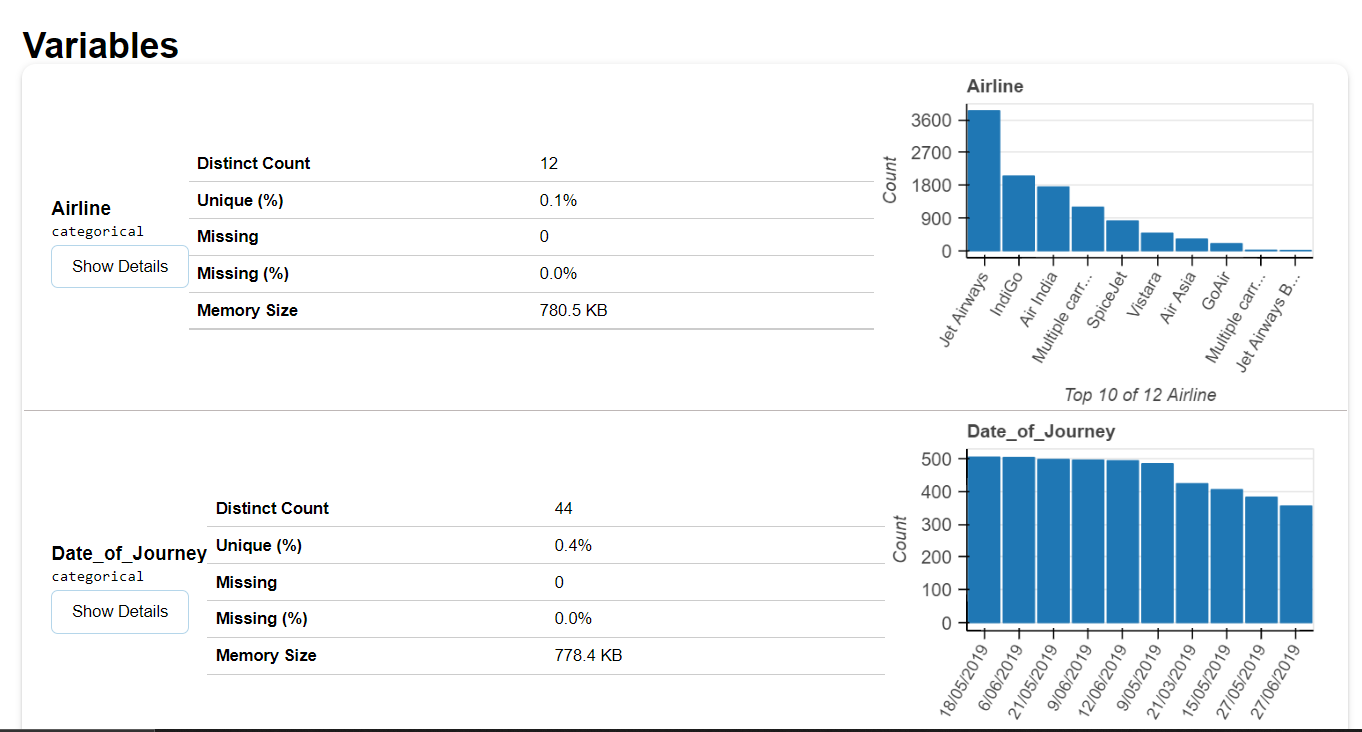 Variables
Airline
categorical
Show Details
Distinct Count 12
Unique (%) 0.1%
Missing 0
Missing (%) 0.0%
Memory Size 780.5 KB
Airline
Count
3600
2700
1800
900
0
Jet Airways
IndiGo
Air India
Multiple carr...
SpiceJet
Vistara
Air Asia
GoAir
Multiple carr...
Jet Airways B...
Top 10 of 12 Airline
Date_of_Journey
categorical
Show Details
Distinct Count 44
Unique (%) 0.4%
Missing 0
Missing (%) 0.0%
Memory Size 778.4 KB
Date_of_Journey
Count
500
400
300
200
100
0
18/05/2019
6/06/2019
21/05/2019
9/06/2019
12/06/2019
9/05/2019
21/03/2019
15/05/2019
27/05/2019
27/06/2019